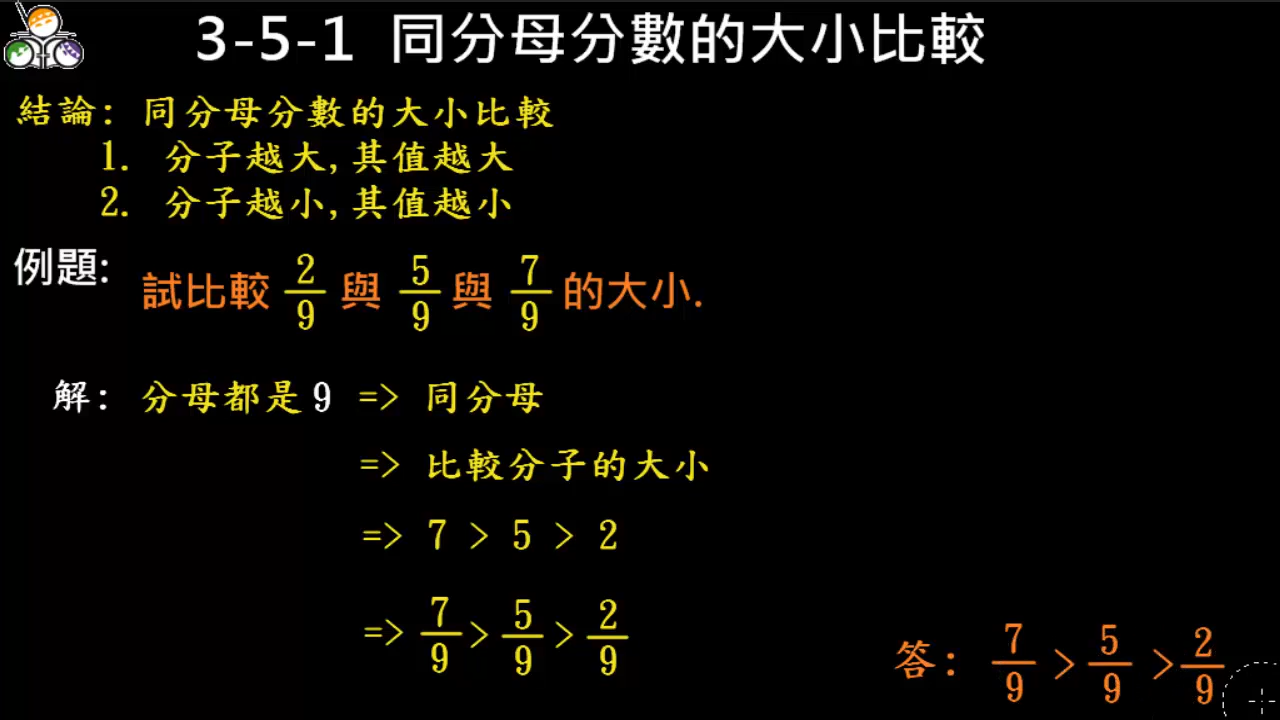 3-5-1 同分母分數的大小比較
結論: 同分母分數的大小比較
1. 分子越大,其值越大
2. 分子越小,其值越小
例題: 試比較 2/9 與 5/9 與 7/9 的大小.
解: 分母都是9 => 同分母
=> 比較分子的大小
=> 7 > 5 > 2
=> 7/9 > 5/9 > 2/9
答: 7/9 > 5/9 > 2/9